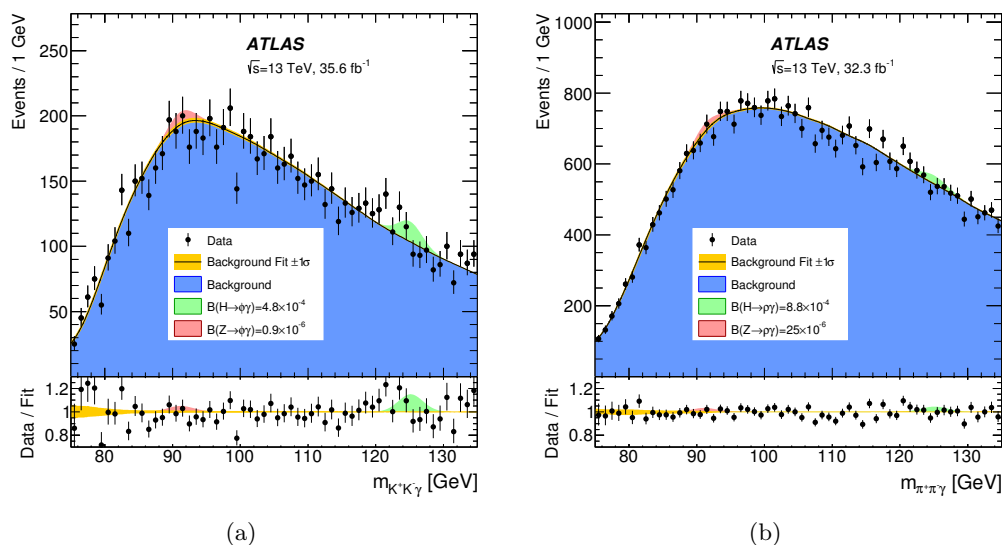 Events / 1 GeV
250
200
150
100
50
ATLAS
√s=13 TeV, 35.6 fb⁻¹
Data
Background Fit ±1σ
Background
B(H→ϕγ)=4.8×10⁻⁴
B(Z→ϕγ)=0.9×10⁻⁶
Data / Fit
1.2
1
0.8
80 90 100 110 120 130
m_K⁺K⁻γ [GeV]
(a)
Events / 1 GeV
1000
800
600
400
200
ATLAS
√s=13 TeV, 32.3 fb⁻¹
Data
Background Fit ±1σ
Background
B(H→ργ)=8.8×10⁻⁴
B(Z→ργ)=25×10⁻⁶
Data / Fit
1.2
1
0.8
80 90 100 110 120 130
m_π⁺π⁻γ [GeV]
(b)